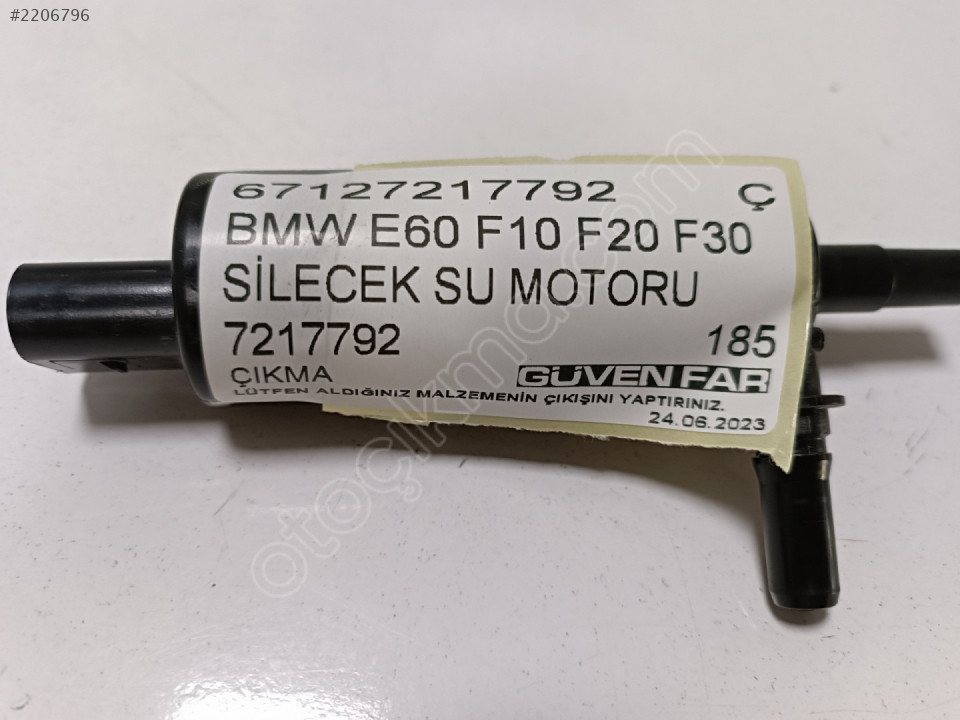 #2206796
67127217792 Ç
BMW E60 F10 F20 F30
SİLECEK SU MOTORU
7217792 185
ÇIKMA GÜVEN FAR
LÜTFEN ALDIĞINIZ MALZEMENİN ÇIKIŞINI YAPTIRINIZ.
24.06.2023
otoçıkma.com